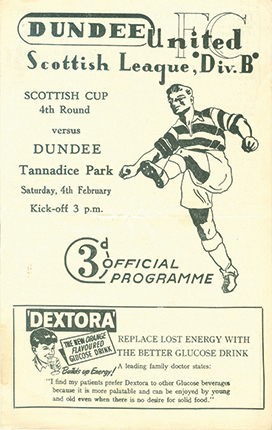 DUNDEE United FC
Scottish League, "Div. B"
SCOTTISH CUP
4th Round
versus
DUNDEE
Tannadice Park
Saturday, 4th February
Kick-off 3 p.m.
3d OFFICIAL
PROGRAMME
'DEXTORA'
THE NEW ORANGE
FLAVOURED
GLUCOSE DRINK
Builds up Energy!
REPLACE LOST ENERGY WITH
THE BETTER GLUCOSE DRINK
A leading family doctor states:
"I find my patients prefer Dextora to other Glucose beverages
because it is more palatable and can be enjoyed by young
and old even when there is no desire for solid food."